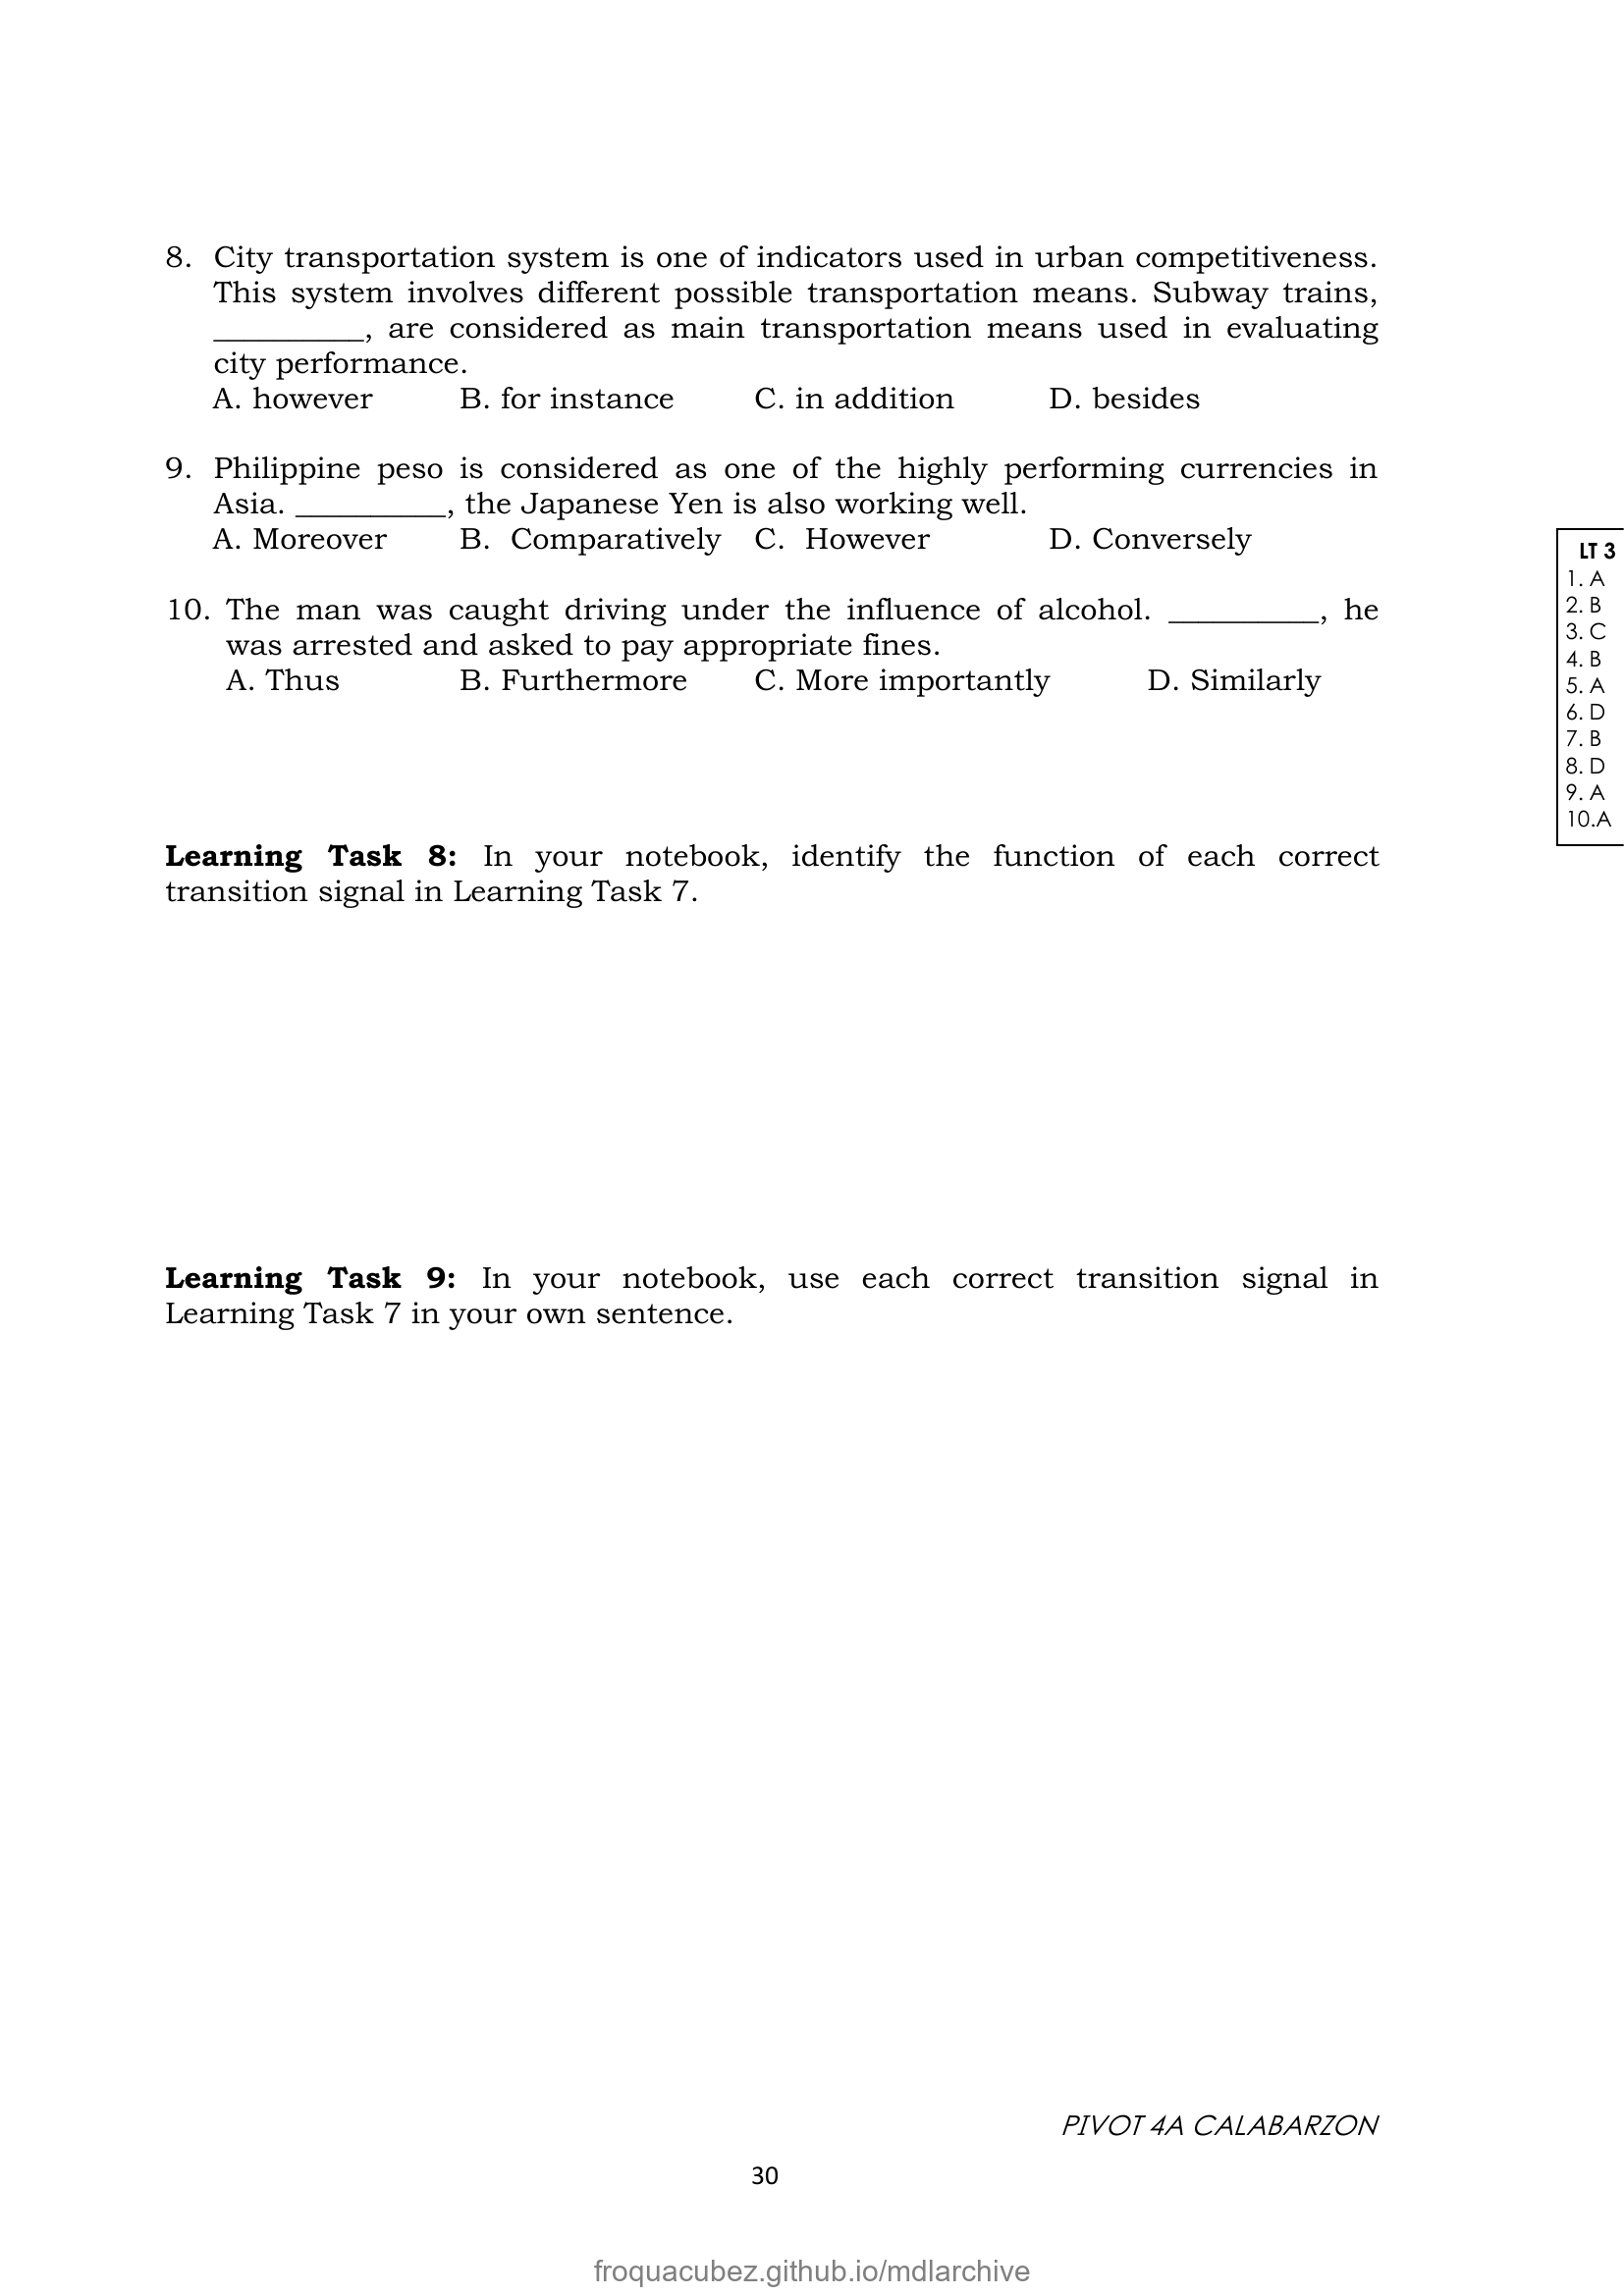 8. City transportation system is one of indicators used in urban competitiveness.
This system involves different possible transportation means. Subway trains,
__________, are considered as main transportation means used in evaluating
city performance.
A. however B. for instance C. in addition D. besides
9. Philippine peso is considered as one of the highly performing currencies in
Asia. __________, the Japanese Yen is also working well.
A. Moreover B. Comparatively C. However D. Conversely
10. The man was caught driving under the influence of alcohol. __________, he
was arrested and asked to pay appropriate fines.
A. Thus B. Furthermore C. More importantly D. Similarly
LT 3
1. A
2. B
3. C
4. B
5. A
6. D
7. B
8. D
9. A
10.A
Learning Task 8: In your notebook, identify the function of each correct
transition signal in Learning Task 7.
Learning Task 9: In your notebook, use each correct transition signal in
Learning Task 7 in your own sentence.
PIVOT 4A CALABARZON
30
froquacubez.github.io/mdlarchive